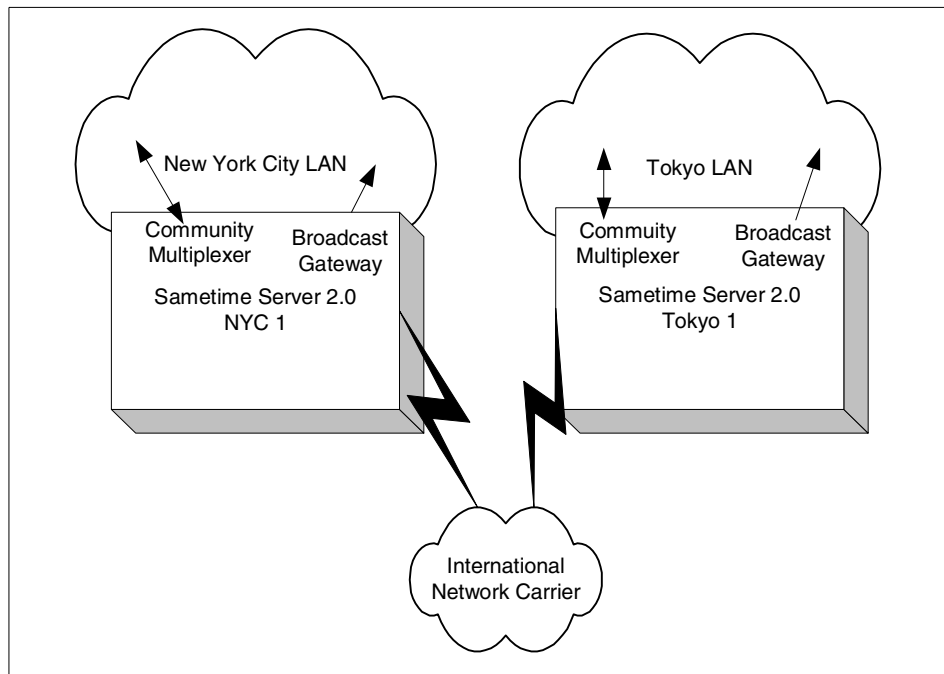 New York City LAN
Community
Multiplexer
Broadcast
Gateway
Sametime Server 2.0
NYC 1
Tokyo LAN
Commuity
Multiplexer
Broadcast
Gateway
Sametime Server 2.0
Tokyo 1
International
Network Carrier